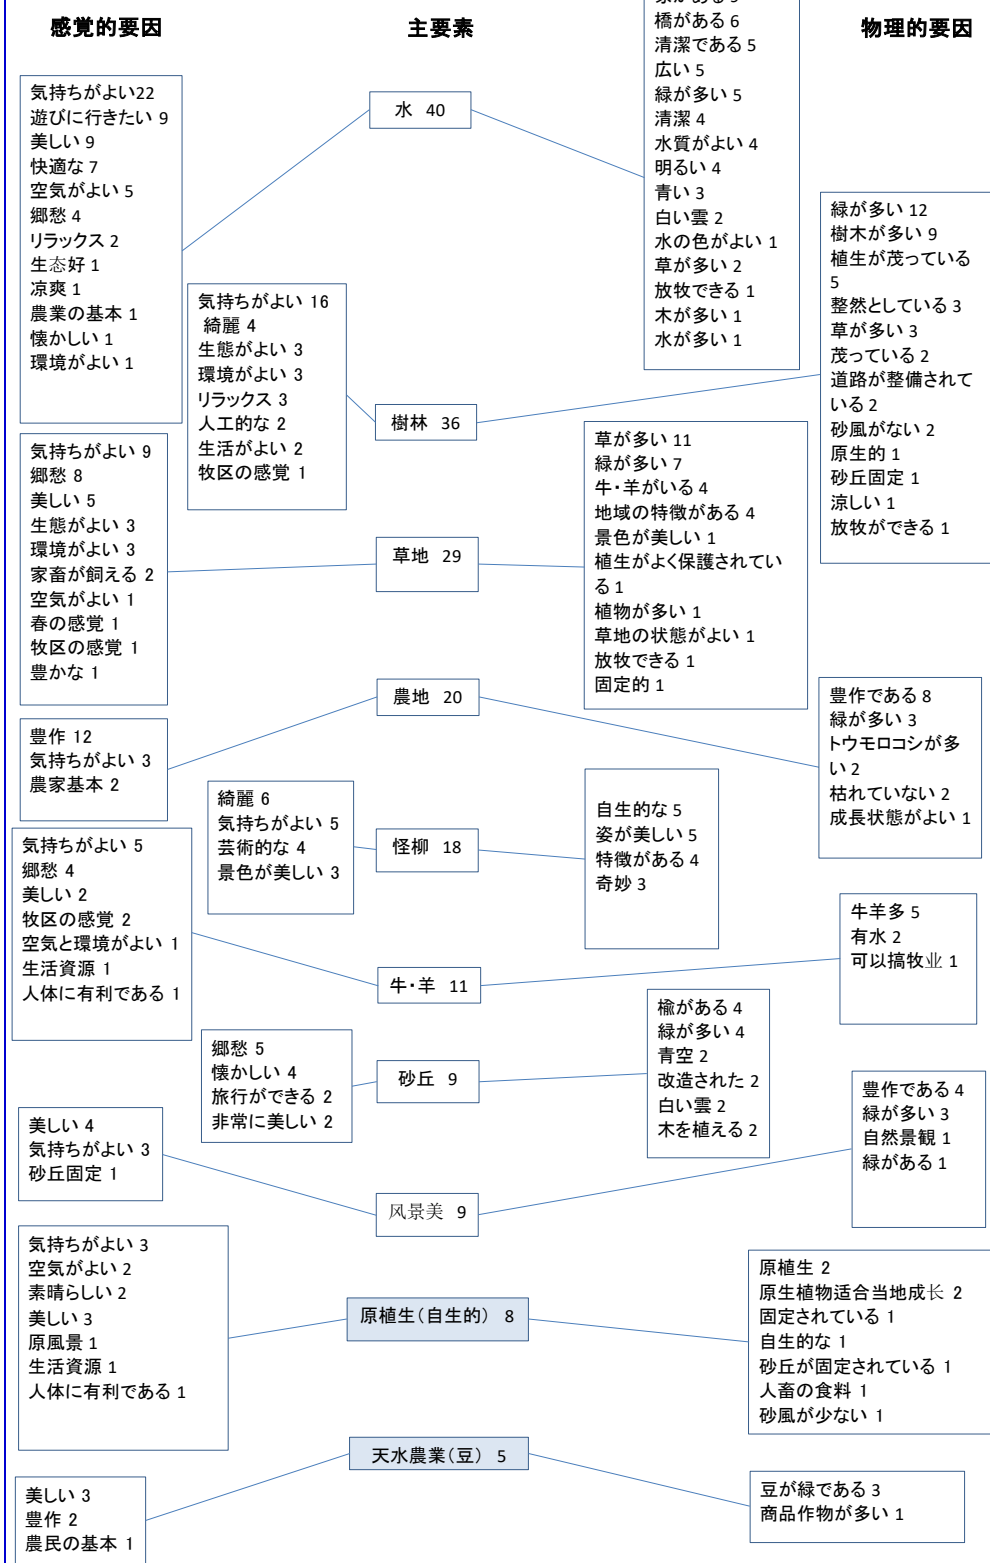 感覚的要因
主要素
物理的要因
気持ちがよい22
遊びに行きたい 9
美しい 9
快適な 7
空気がよい 5
郷愁 4
リラックス 2
生态好 1
凉爽 1
農業の基本 1
懐かしい 1
環境がよい 1
水 40
橋がある 6
清潔である 5
広い 5
緑が多い 5
清潔 4
水質がよい 4
明るい 4
青い 3
白い雲 2
水の色がよい 1
草が多い 2
放牧できる 1
木が多い 1
水が多い 1
気持ちがよい 16
綺麗 4
生態がよい 3
環境がよい 3
リラックス 3
人工的な 2
生活がよい 2
牧区の感覚 1
樹林 36
緑が多い 12
樹木が多い 9
植生が茂っている
5
整然としている 3
草が多い 3
茂っている 2
道路が整備されて
いる 2
砂風がない 2
原生的 1
砂丘固定 1
涼しい 1
放牧ができる 1
気持ちがよい 9
郷愁 8
美しい 5
生態がよい 3
環境がよい 3
家畜が飼える 2
空気がよい 1
春の感覚 1
牧区の感覚 1
豊かな 1
草地 29
草が多い 11
緑が多い 7
牛・羊がいる 4
地域の特徴がある 4
景色が美しい 1
植生がよく保護されてい
る 1
植物が多い 1
草地の状態がよい 1
放牧できる 1
固定的 1
豊作 12
気持ちがよい 3
農家基本 2
農地 20
豊作である 8
緑が多い 3
トウモロコシが多
い 2
枯れていない 2
成長状態がよい 1
綺麗 6
気持ちがよい 5
芸術的な 4
景色が美しい 3
怪柳 18
自生的な 5
姿が美しい 5
特徴がある 4
奇妙 3
気持ちがよい 5
郷愁 4
美しい 2
牧区の感覚 2
空気と環境がよい 1
生活資源 1
人体に有利である 1
牛・羊 11
牛羊多 5
有水 2
可以搞牧业 1
郷愁 5
懐かしい 4
旅行ができる 2
非常に美しい 2
砂丘 9
楡がある 4
緑が多い 4
青空 2
改造された 2
白い雲 2
木を植える 2
美しい 4
気持ちがよい 3
砂丘固定 1
风景美 9
豊作である 4
緑が多い 3
自然景観 1
緑がある 1
気持ちがよい 3
空気がよい 2
素晴らしい 2
美しい 3
原風景 1
生活資源 1
人体に有利である 1
原植生（自生的） 8
原植生 2
原生植物适合当地成长 2
固定されている 1
自生的な 1
砂丘が固定されている 1
人畜の食料 1
砂風が少ない 1
美しい 3
豊作 2
農民の基本 1
天水農業（豆） 5
豆が緑である 3
商品作物が多い 1